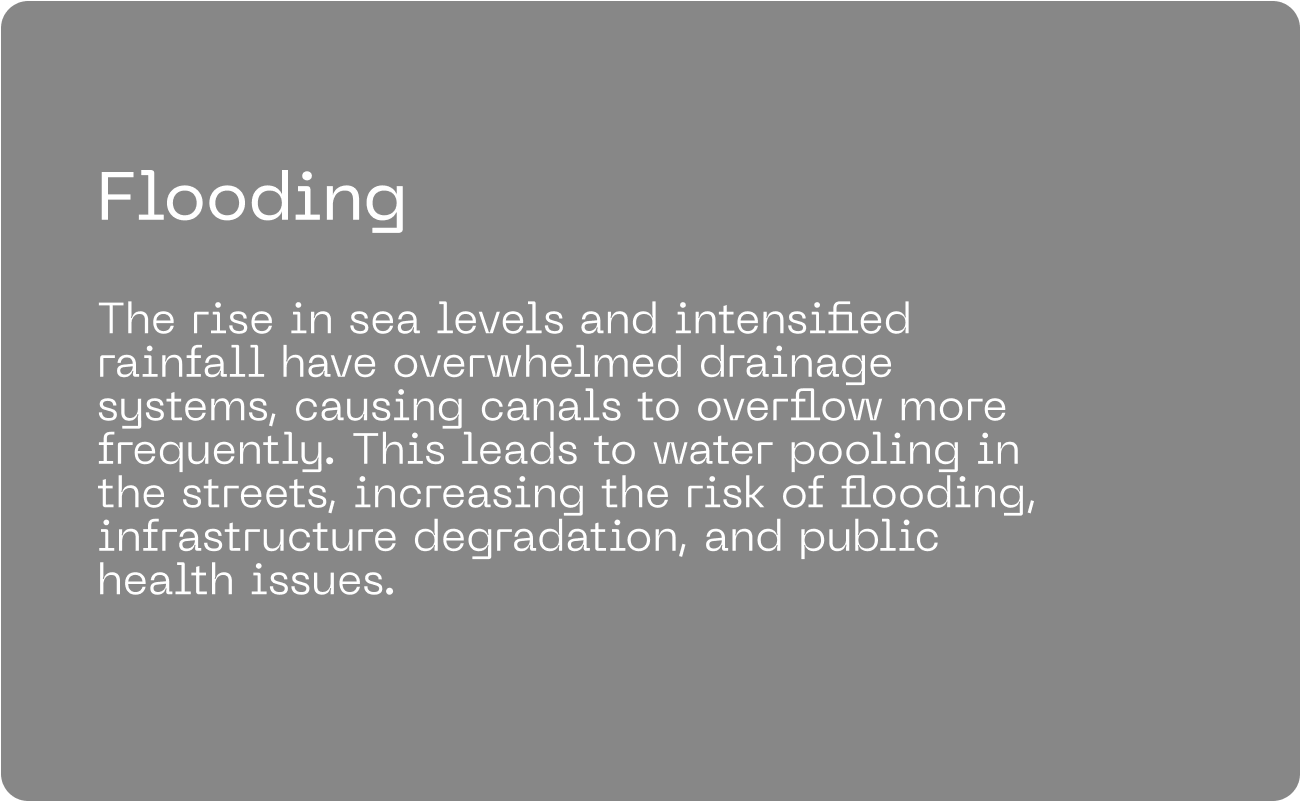 Flooding
The rise in sea levels and intensified
rainfall have overwhelmed drainage
systems, causing canals to overflow more
frequently. This leads to water pooling in
the streets, increasing the risk of flooding,
infrastructure degradation, and public
health issues.